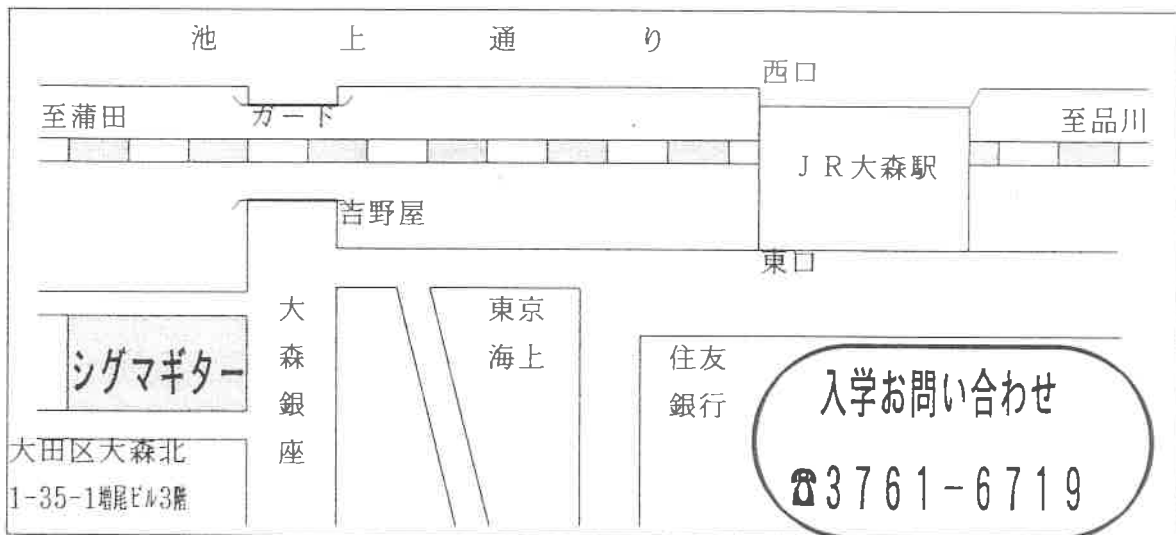 池上通り
西口
至蒲田
ガード
至品川
JR大森駅
吉野屋
東口
大森銀座
東京
海上
シグマギター
住友
銀行
入学お問い合わせ
☎3761-6719
大田区大森北
1-35-1増尾ビル3階